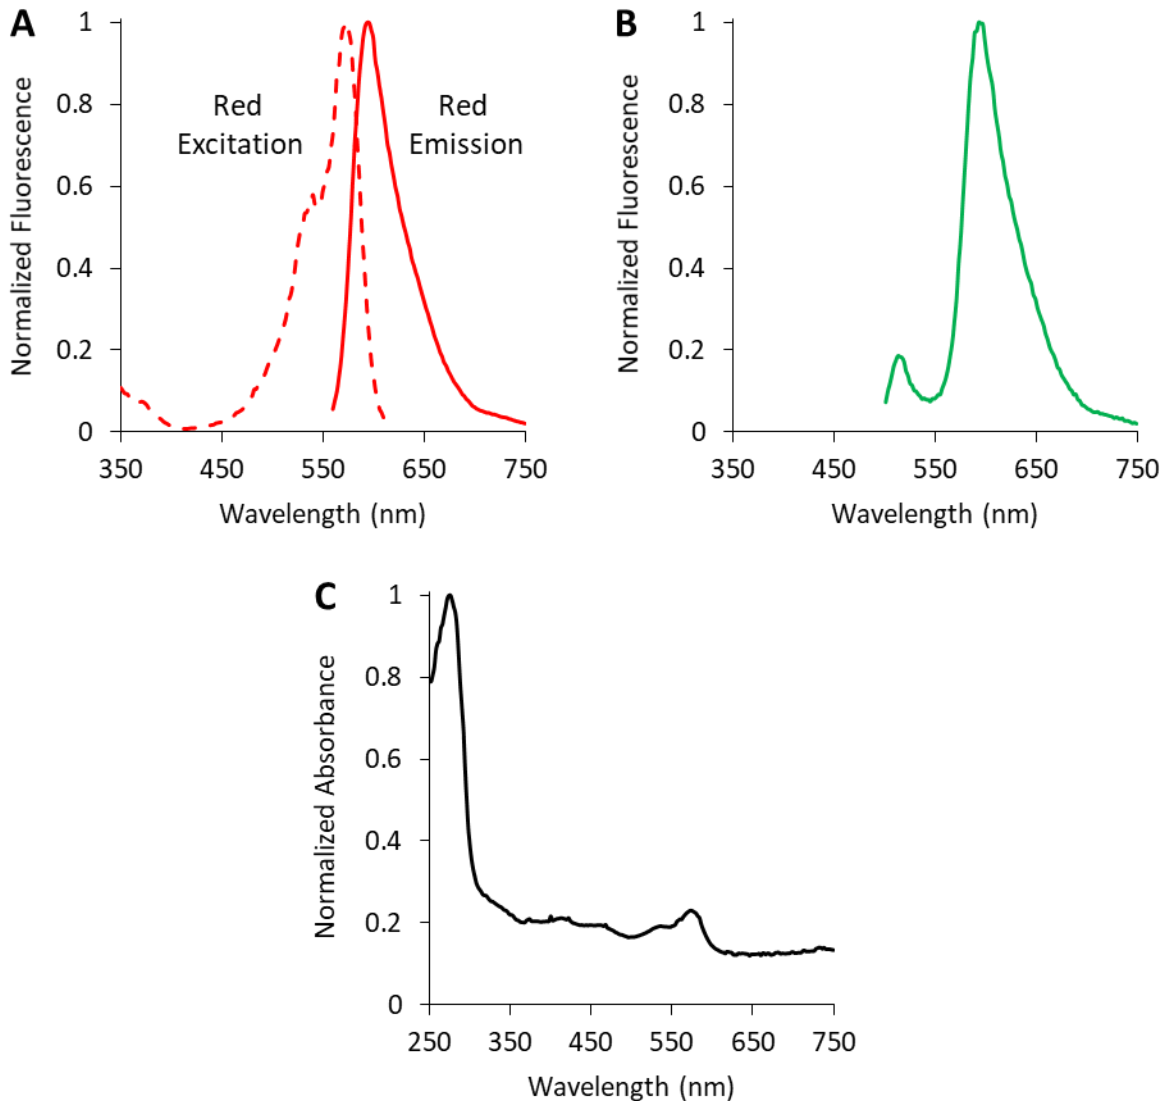 A
1
0.8
0.6
0.4
0.2
0
Normalized Fluorescence
Red
Excitation
Red
Emission
350
450
550
650
750
Wavelength (nm)
B
1
0.8
0.6
0.4
0.2
0
Normalized Fluorescence
350
450
550
650
750
Wavelength (nm)
C
1
0.8
0.6
0.4
0.2
0
Normalized Absorbance
250
350
450
550
650
750
Wavelength (nm)